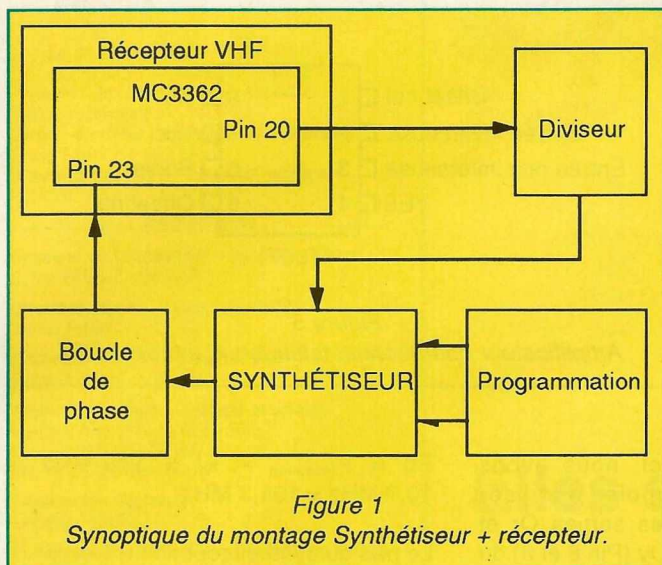 Récepteur VHF
MC3362
Pin 20
Pin 23
Diviseur
Boucle
de
phase
SYNTHÉTISEUR
Programmation
Figure 1
Synoptique du montage Synthétiseur + récepteur.